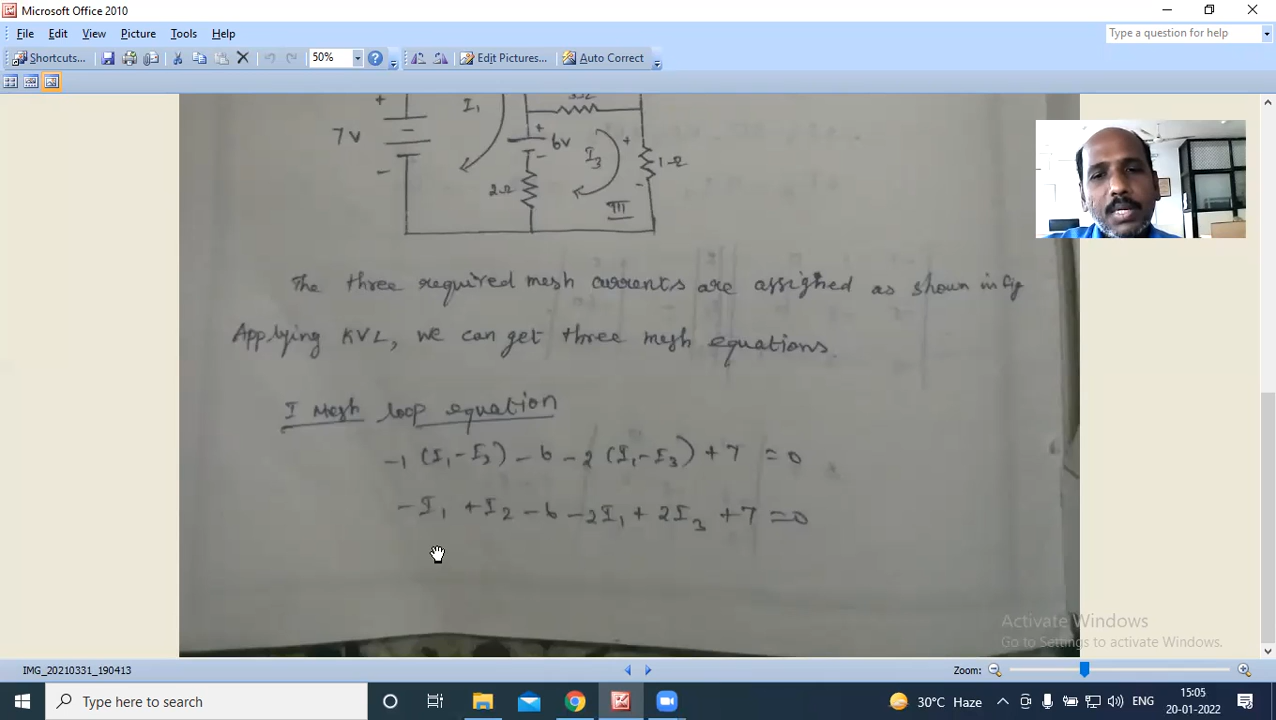 Microsoft Office 2010
File Edit View Picture Tools Help
Type a question for help
Shortcuts... 50% Edit Pictures... Auto Correct
+ I₁
7V
-
+
6V
-
2Ω
I₃
+
1Ω
-
III
The three required mesh currents are assigned as shown in fig
Applying KVL, we can get three mesh equations.
I Mesh loop equation
-1 (I₁-I₂) - 6 - 2 (I₁-I₃) + 7 = 0
-I₁ + I₂ - 6 - 2I₁ + 2I₃ + 7 = 0
Activate Windows
Go to Settings to activate Windows.
IMG_20210331_190413
Zoom:
Type here to search
30°C Haze
ENG
15:05
20-01-2022